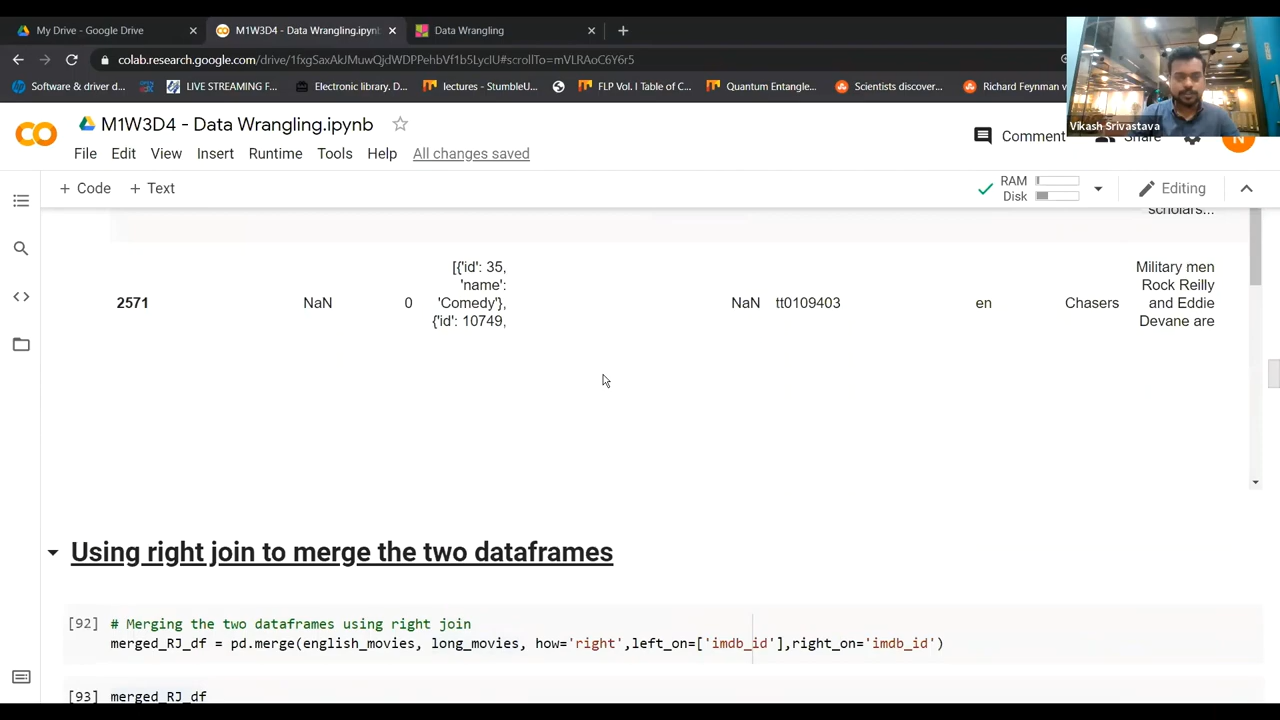 My Drive - Google Drive
M1W3D4 - Data Wrangling.ipynb
Data Wrangling
colab.research.google.com/drive/1fxgSaxAkJMuwQjdWDPPehbVf1b5LycIU#scrollTo=mVLRAoC6Y6r5
Software & driver d...
LIVE STREAMING F...
Electronic library. D...
lectures - StumbleU...
FLP Vol. I Table of C...
Quantum Entangle...
Scientists discover...
Richard Feynman v
Vikash Srivastava
M1W3D4 - Data Wrangling.ipynb
Comment
Share
N
File Edit View Insert Runtime Tools Help All changes saved
+ Code + Text
RAM
Disk
Editing
scholars...
[{'id': 35,
'name':
'Comedy'},
{'id': 10749,
Military men
Rock Reilly
and Eddie
Devane are
2571 NaN 0 NaN tt0109403 en Chasers
Using right join to merge the two dataframes
[92] # Merging the two dataframes using right join
merged_RJ_df = pd.merge(english_movies, long_movies, how='right',left_on=['imdb_id'],right_on='imdb_id')
[93] merged_RJ_df